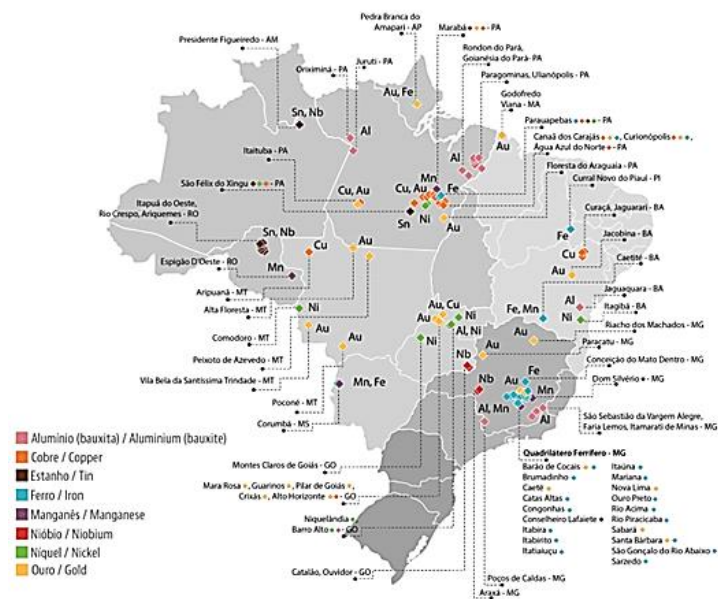 Pedra Branca do
Amapari - AP
Marabá - PA
Presidente Figueiredo - AM
Rondon do Pará,
Goianésia do Pará- PA
Oriximiná - PA
Juruti - PA
Paragominas, Ulianópolis - PA
Au, Fe
Godofredo
Viana - MA
Sn, Nb
Al
Parauapebas - PA
Canaã dos Carajás, Curionópolis,
Água Azul do Norte - PA
Au
Itaituba - PA
Al
Floresta do Araguaia - PA
Curral Novo do Piauí - PI
São Félix do Xingu - PA
Cu, Au
Mn
Cu, Au
Fe
Ni
Sn
Au
Curaçá, Jaguarari - BA
Itapuã do Oeste,
Rio Crespo, Ariquemes - RO
Jacobina - BA
Sn, Nb
Fe
Cu
Au
Cu
Caetité - BA
Espigão D'Oeste - RO
Mn
Au
Jaguaquara - BA
Aripuanã - MT
Al
Itagibá - BA
Alta Floresta - MT
Ni
Au, Cu
Au
Ni
Al, Ni
Fe, Mn
Ni
Riacho dos Machados - MG
Comodoro - MT
Au
Au
Paracatu - MG
Peixoto de Azevedo - MT
Au
Ni
Au
Conceição do Mato Dentro - MG
Vila Bela da Santíssima Trindade - MT
Nb
Fe
Dom Silvério - MG
Nb
Au
Mn
Mn, Fe
Poconé - MT
Al, Mn
Al
São Sebastião da Vargem Alegre,
Faria Lemos, Itamarati de Minas - MG
Corumbá - MS
Alumínio (bauxita) / Aluminium (bauxite)
Cobre / Copper
Estanho / Tin
Ferro / Iron
Manganês / Manganese
Nióbio / Niobium
Níquel / Nickel
Ouro / Gold
Montes Claros de Goiás - GO
Mara Rosa, Guarinos, Pilar de Goiás,
Crixás, Alto Horizonte - GO
Niquelândia
Barro Alto - GO
Catalão, Ouvidor - GO
Quadrilátero Ferrífero - MG
Barão de Cocais
Brumadinho
Caeté
Catas Altas
Congonhas
Conselheiro Lafaiete
Itabira
Itabirito
Itatiaiuçu
Itaúna
Mariana
Nova Lima
Ouro Preto
Rio Acima
Rio Piracicaba
Sabará
Santa Bárbara
São Gonçalo do Rio Abaixo
Sarzedo
Poços de Caldas - MG
Araxá - MG